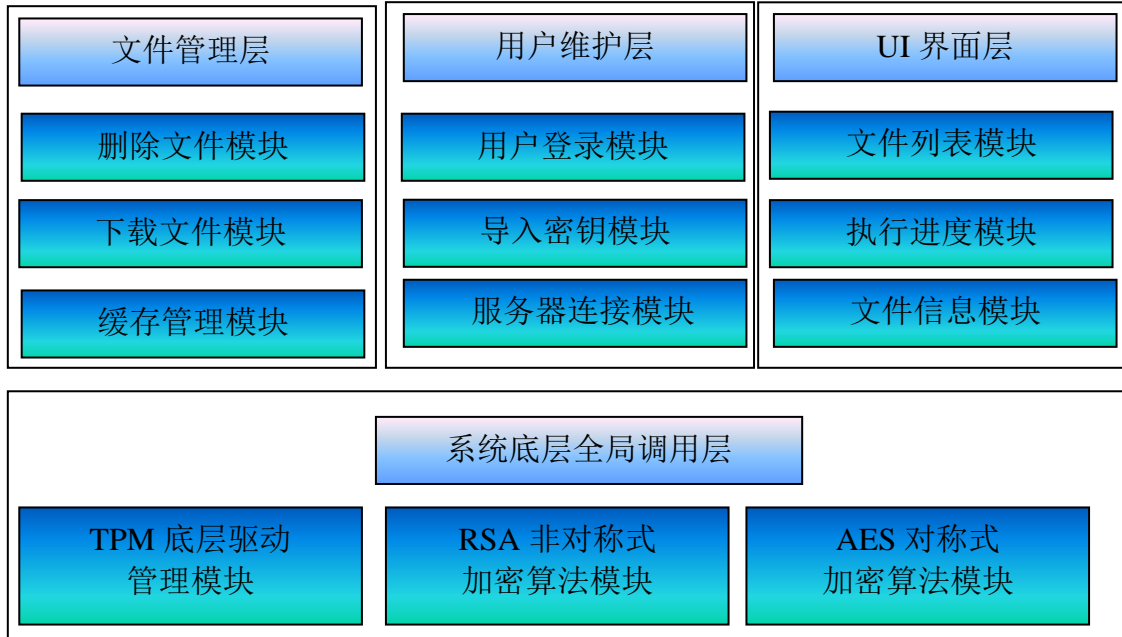 文件管理层
删除文件模块
下载文件模块
缓存管理模块
用户维护层
用户登录模块
导入密钥模块
服务器连接模块
UI 界面层
文件列表模块
执行进度模块
文件信息模块
系统底层全局调用层
TPM 底层驱动
管理模块
RSA 非对称式
加密算法模块
AES 对称式
加密算法模块